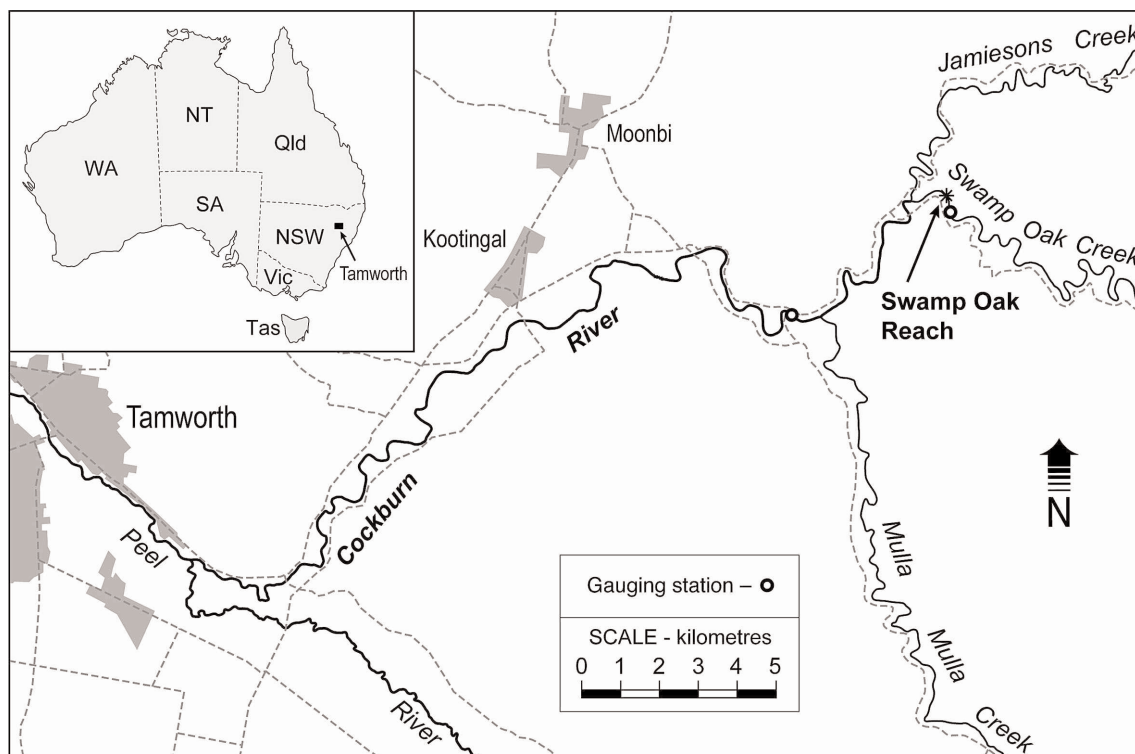 WA
NT
Qld
SA
NSW
Vic
Tas
Tamworth
Jamiesons Creek
Moonbi
Swamp Oak Creek
Kootingal
Swamp Oak
Reach
Cockburn River
Tamworth
Peel River
Mulla Mulla Creek
N
Gauging station –
SCALE - kilometres
0 1 2 3 4 5